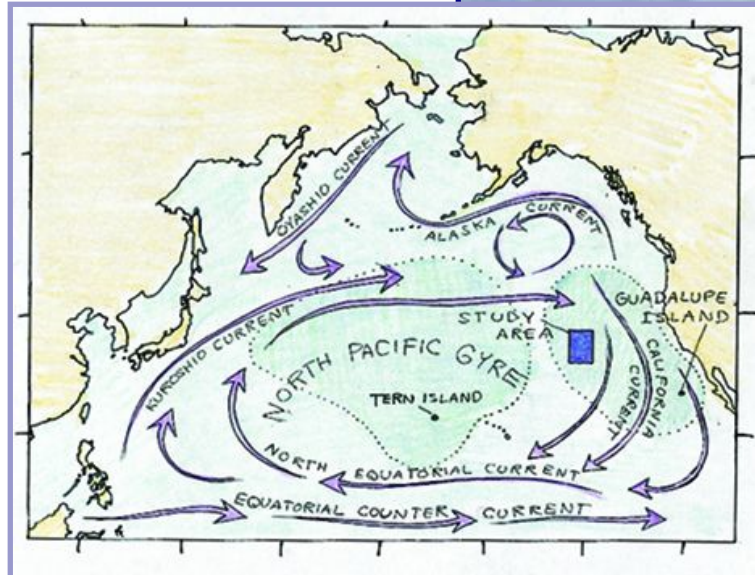 OYASHIO CURRENT
ALASKA CURRENT
GUADALUPE
ISLAND
STUDY
AREA
KUROSHIO CURRENT
NORTH PACIFIC GYRE
CALIFORNIA
CURRENT
TERN ISLAND
NORTH EQUATORIAL CURRENT
EQUATORIAL COUNTER CURRENT